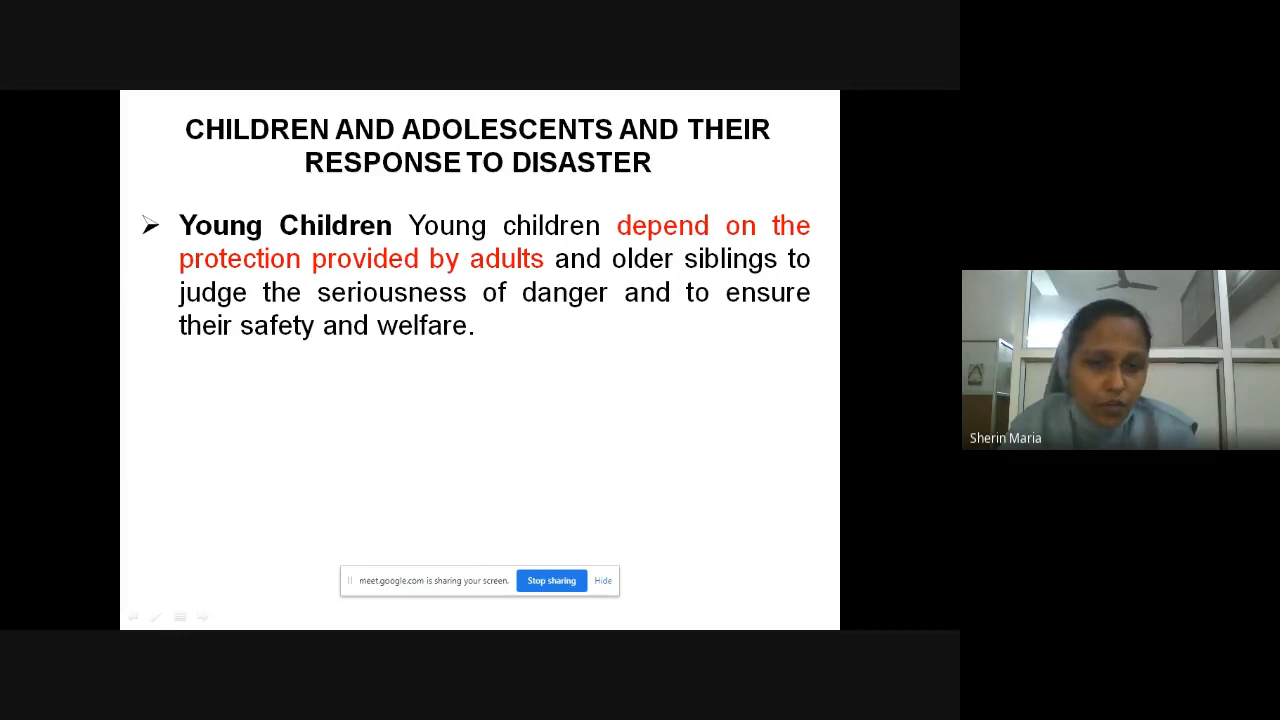 CHILDREN AND ADOLESCENTS AND THEIR
RESPONSE TO DISASTER
Young Children Young children depend on the
protection provided by adults and older siblings to
judge the seriousness of danger and to ensure
their safety and welfare.
Sherin Maria
meet.google.com is sharing your screen. Stop sharing Hide